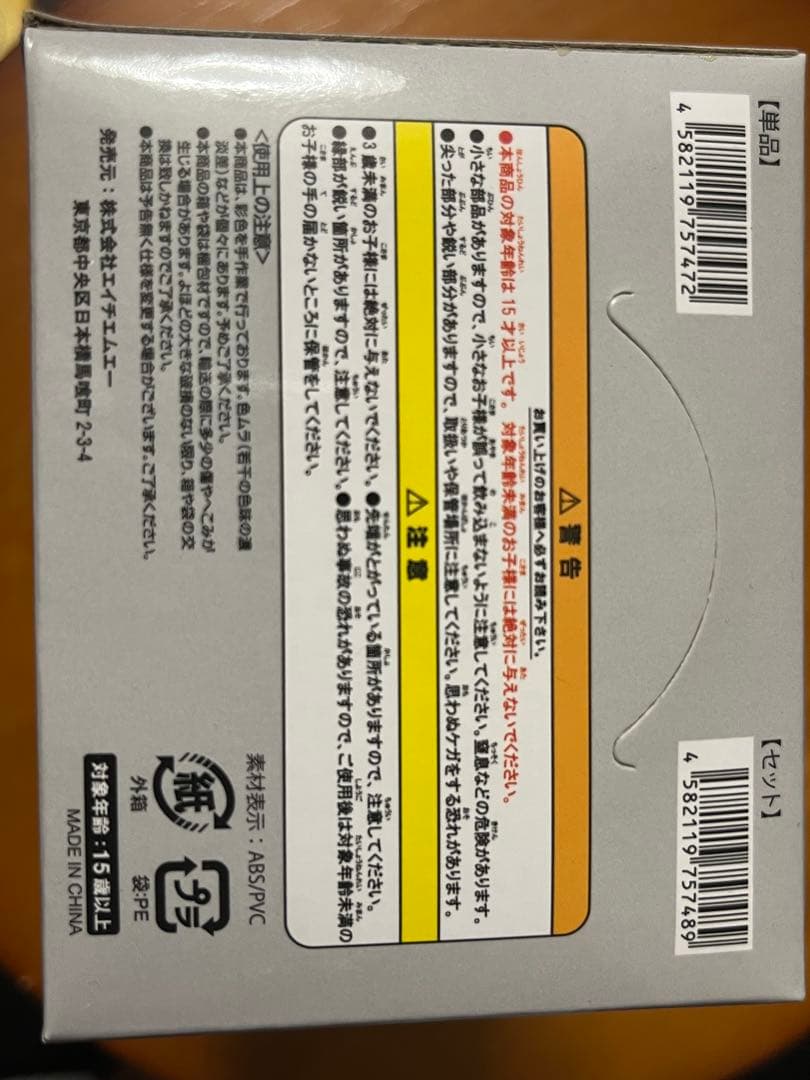 【単品】
4 582119 757472
【セット】
4 582119 757489
⚠警告
お買い上げのお客様へ必ずお読み下さい。
●本商品の対象年齢は15才以上です。対象年齢未満のお子様には絶対に与えないでください。
●小さな部品がありますので、小さなお子様が誤って飲み込まないように注意してください。窒息などの危険があります。
●尖った部分や鋭い部分がありますので、取扱いや保管場所に注意してください。思わぬケガをする恐れがあります。
⚠注意
●3歳未満のお子様には絶対に与えないでください。●先端がとがっている箇所がありますので、注意してください。
●縁部が鋭い箇所がありますので、注意してください。●思わぬ事故の恐れがありますので、ご使用後は対象年齢未満の
お子様の手の届かないところに保管をしてください。
<使用上の注意>
●本商品は、彩色を手作業で行っております。色ムラ(若干の色味の濃
淡差)などが個々にあります。予めご了承ください。
●本商品の箱や袋は梱包材ですので、輸送の際に多少の傷やへこみが
生じる場合があります。よほどの大きな破損のない限り、箱や袋の交
換は致しかねますのでご了承ください。
●本商品は予告無く仕様を変更する場合がございます。ご了承ください。
発売元:株式会社エイチエムエー
東京都中央区日本橋馬喰町2-3-4
素材表示:ABS/PVC
紙
外箱
プラ
袋:PE
対象年齢:15歳以上
MADE IN CHINA